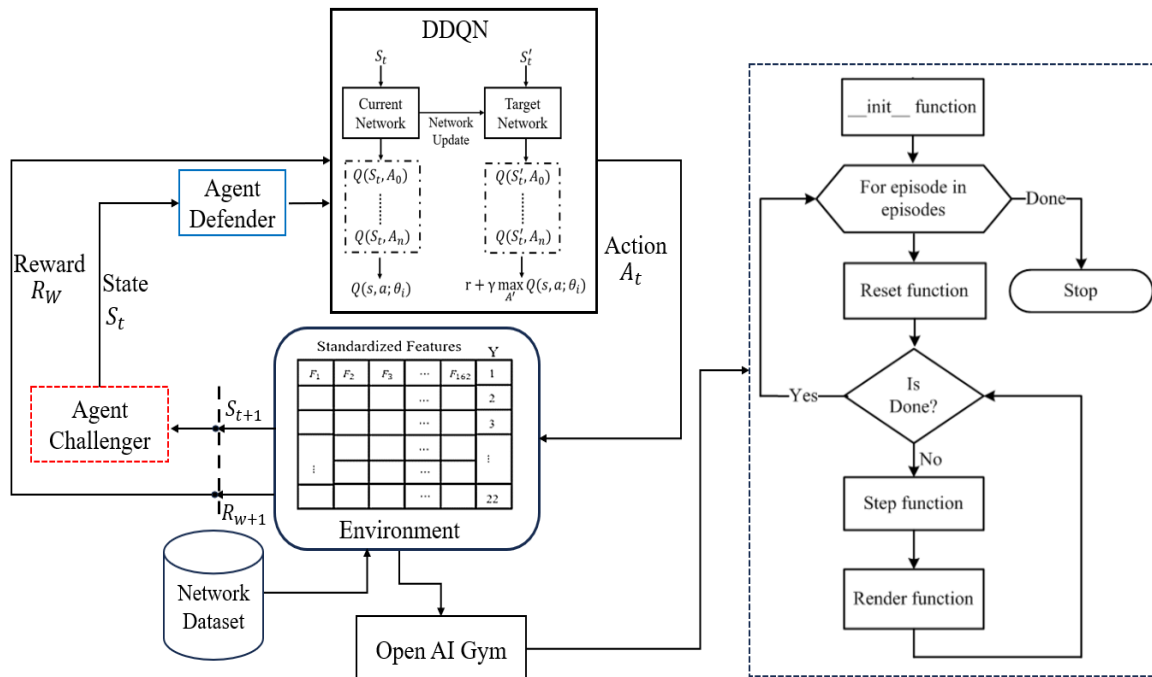 DDQN
S_t
S'_t
Current
Network
Network
Update
Target
Network
Q(S_t, A_0)
Q(S_t, A_n)
Q(s, a; θ_i)
Q(S'_t, A_0)
Q(S'_t, A_n)
r + γ max_{A'} Q(s, a; θ_i)
Agent
Defender
Reward
R_W
State
S_t
Action
A_t
Agent
Challenger
S_{t+1}
R_{w+1}
Standardized Features Y
F_1 F_2 F_3 ... F_162 1
... 2
... 3
...
⋮ ... ⋮
... 22
Environment
Network
Dataset
Open AI Gym
__init__ function
For episode in
episodes
Done
Stop
Reset function
Is
Done?
Yes
No
Step function
Render function